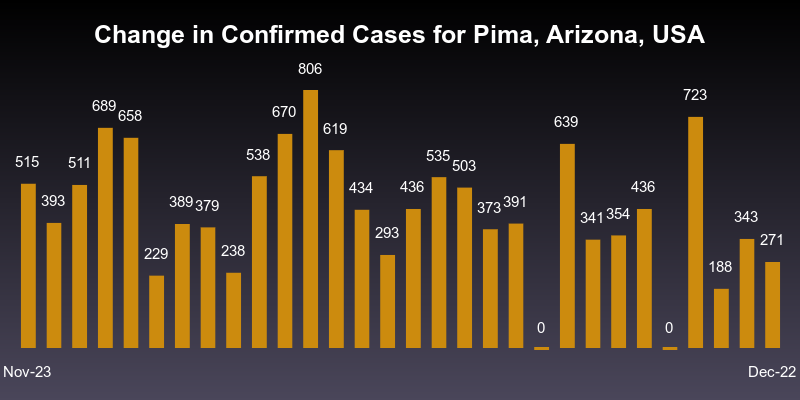 Change in Confirmed Cases for Pima, Arizona, USA
515 393 511 689 658 229 389 379 238 538 670 806 619 434 293 436 535 503 373 391 0 639 341 354 436 0 723 188 343 271
Nov-23 Dec-22